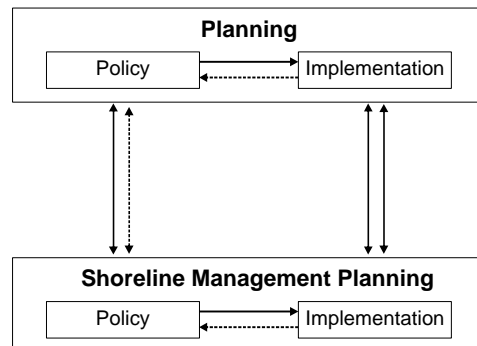 Planning
Policy
Implementation
Shoreline Management Planning
Policy
Implementation